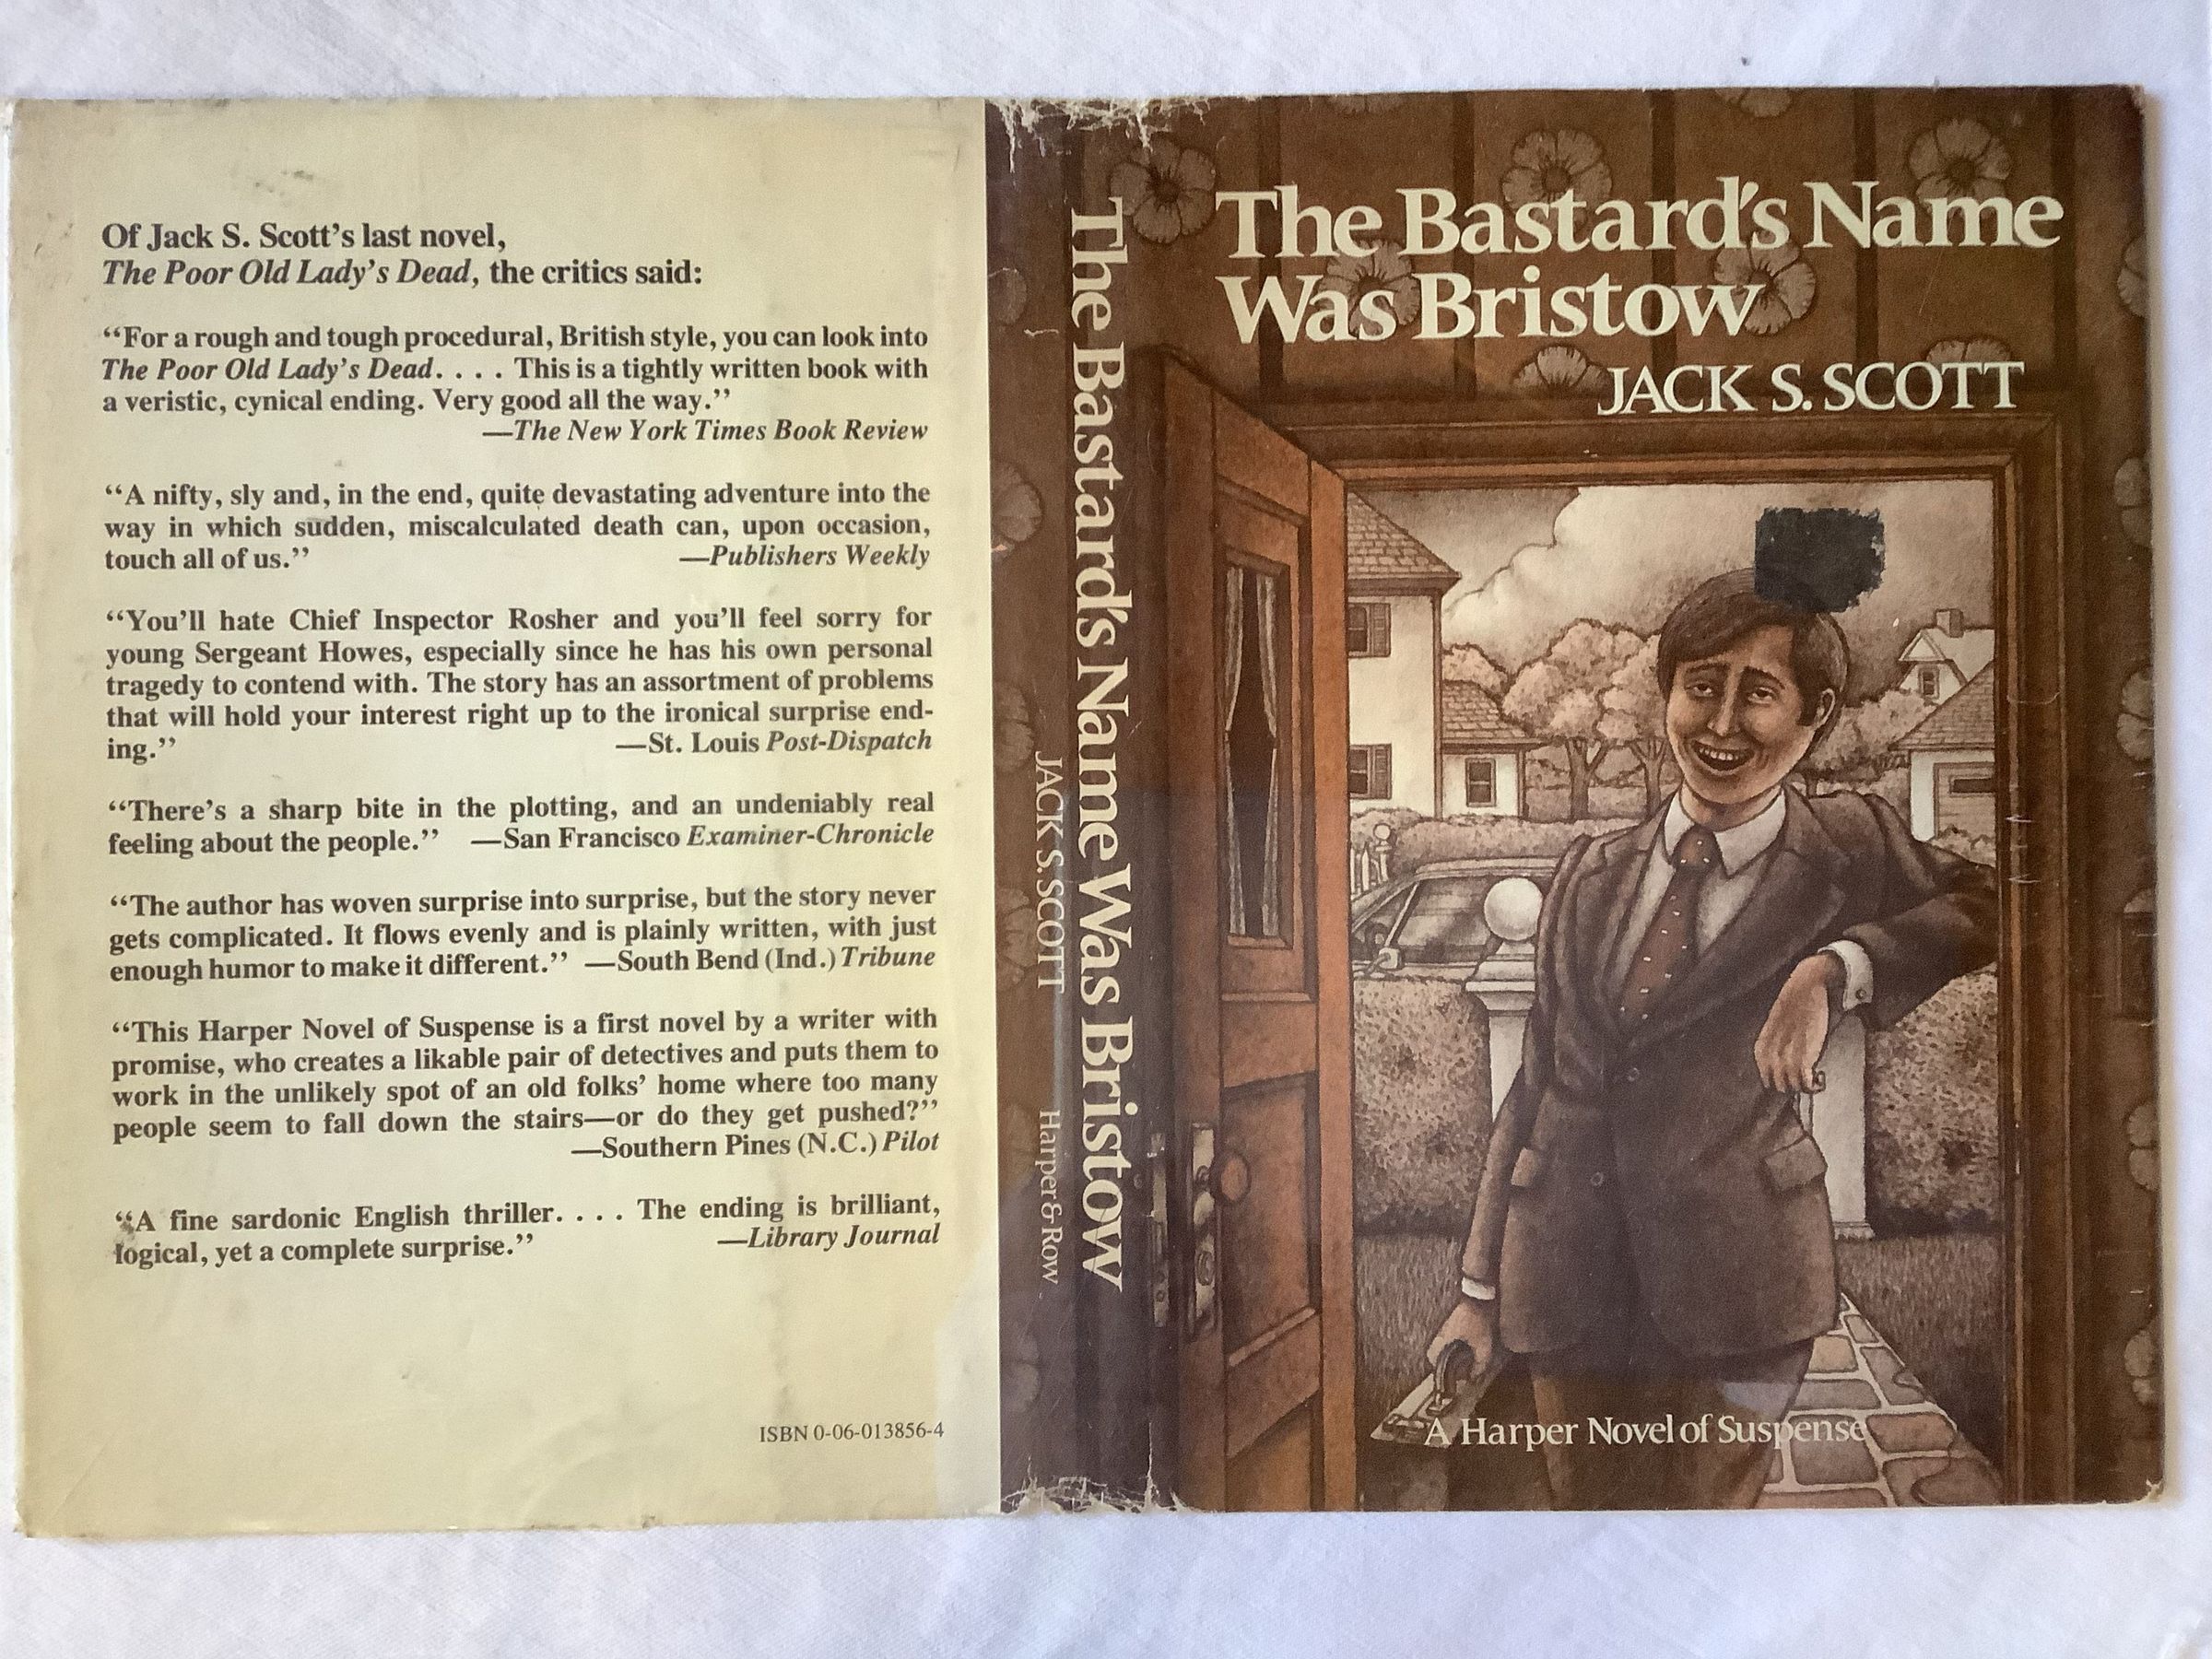 Of Jack S. Scott's last novel,
The Poor Old Lady's Dead, the critics said:
“For a rough and tough procedural, British style, you can look into
The Poor Old Lady's Dead. . . . This is a tightly written book with
a veristic, cynical ending. Very good all the way.”
—The New York Times Book Review
“A nifty, sly and, in the end, quite devastating adventure into the
way in which sudden, miscalculated death can, upon occasion,
touch all of us.” —Publishers Weekly
“You'll hate Chief Inspector Rosher and you'll feel sorry for
young Sergeant Howes, especially since he has his own personal
tragedy to contend with. The story has an assortment of problems
that will hold your interest right up to the ironical surprise end-
ing.” —St. Louis Post-Dispatch
“There's a sharp bite in the plotting, and an undeniably real
feeling about the people.” —San Francisco Examiner-Chronicle
“The author has woven surprise into surprise, but the story never
gets complicated. It flows evenly and is plainly written, with just
enough humor to make it different.” —South Bend (Ind.) Tribune
“This Harper Novel of Suspense is a first novel by a writer with
promise, who creates a likable pair of detectives and puts them to
work in the unlikely spot of an old folks' home where too many
people seem to fall down the stairs—or do they get pushed?”
—Southern Pines (N.C.) Pilot
“A fine sardonic English thriller. . . . The ending is brilliant,
logical, yet a complete surprise.” —Library Journal
ISBN 0-06-013856-4
The Bastard's Name Was Bristow
JACK S. SCOTT
Harper & Row
The Bastard's Name
Was Bristow
JACK S. SCOTT
A Harper Novel of Suspense